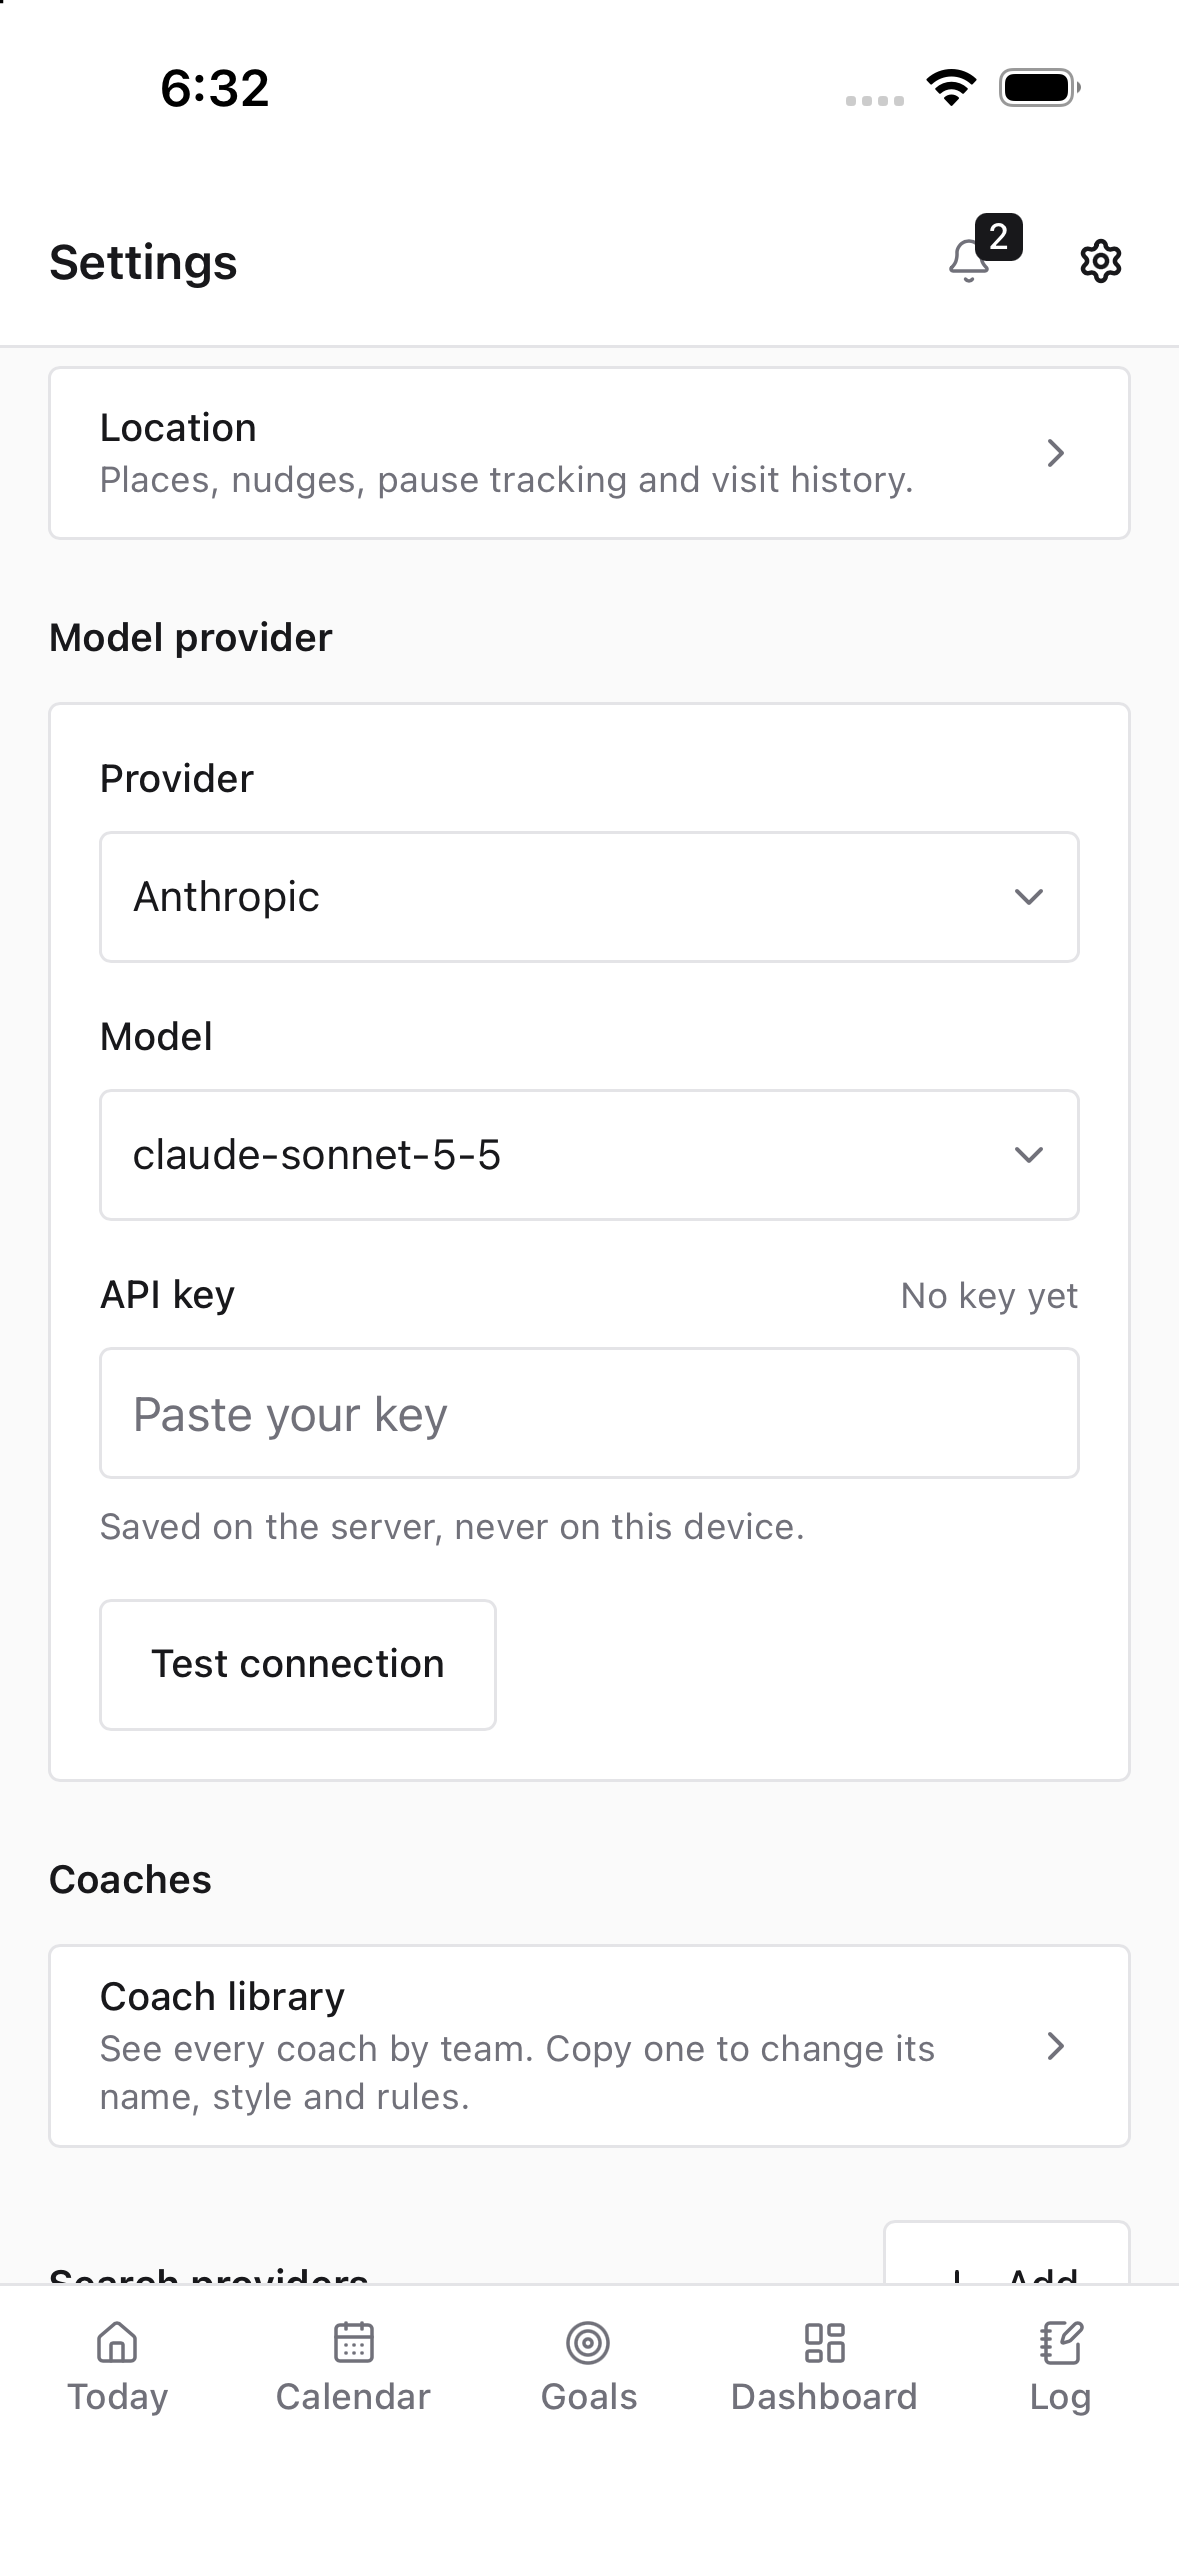 6:32
Settings
2
Location
Places, nudges, pause tracking and visit history.
Model provider
Provider
Anthropic
Model
claude-sonnet-5-5
API key
No key yet
Paste your key
Saved on the server, never on this device.
Test connection
Coaches
Coach library
See every coach by team. Copy one to change its
name, style and rules.
Search providers
Add
Today
Calendar
Goals
Dashboard
Log